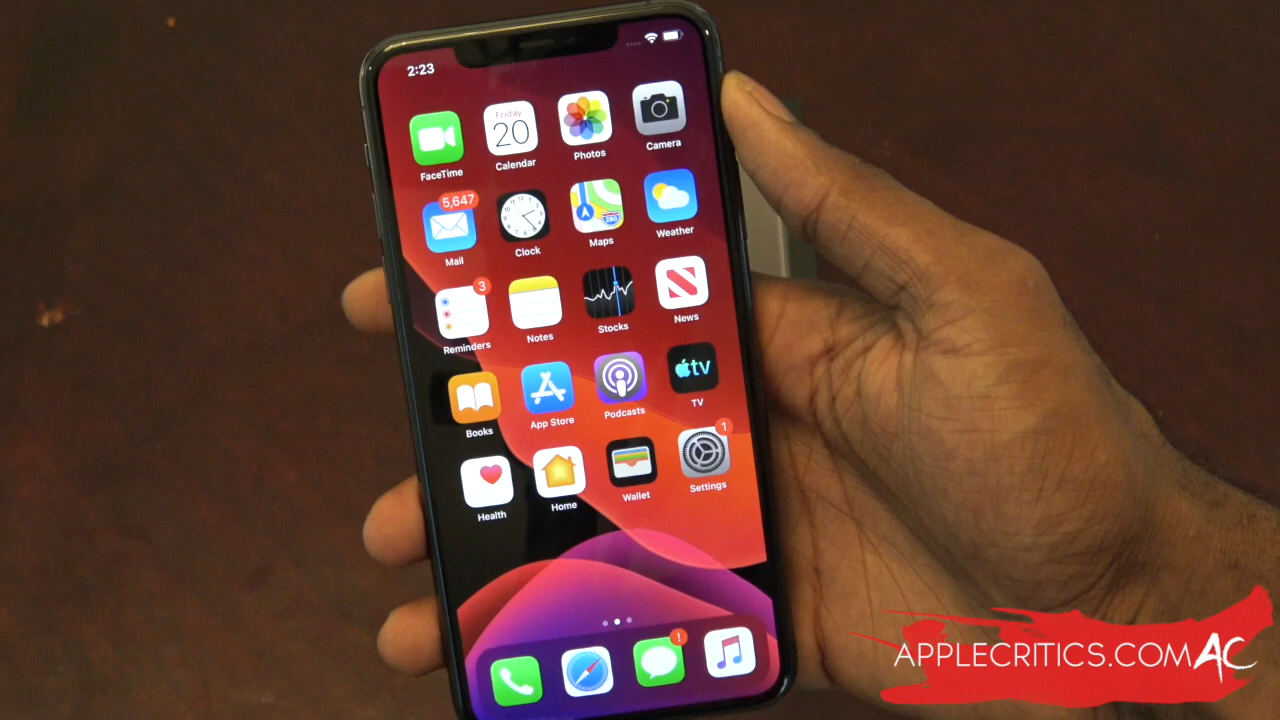 2:23
FaceTime
Friday
20
Calendar
Photos
Camera
5,647
Mail
Clock
280
Maps
Weather
3
Reminders
Notes
Stocks
News
Books
App Store
Podcasts
tv
TV
Health
Home
Wallet
1
Settings
!
APPLECRITICS.COM AC